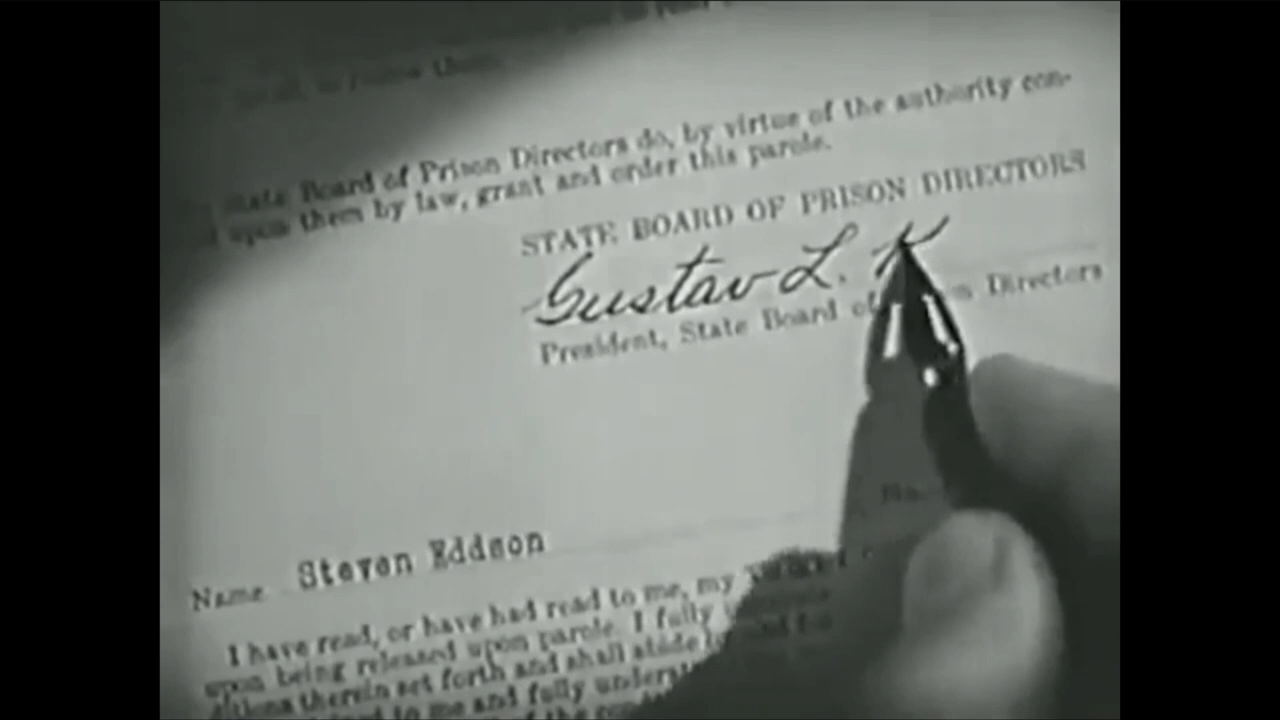 State Board of Prison Directors do, by virtue of the authority con-
upon them by law, grant and order this parole.
STATE BOARD OF PRISON DIRECTORS
Gustav L. K
President, State Board of Directors
Name Steven Eddson
I have read, or have had read to me, my
upon being released upon parole. I fully
ditions therein set forth and shall abide
to me and fully
of the